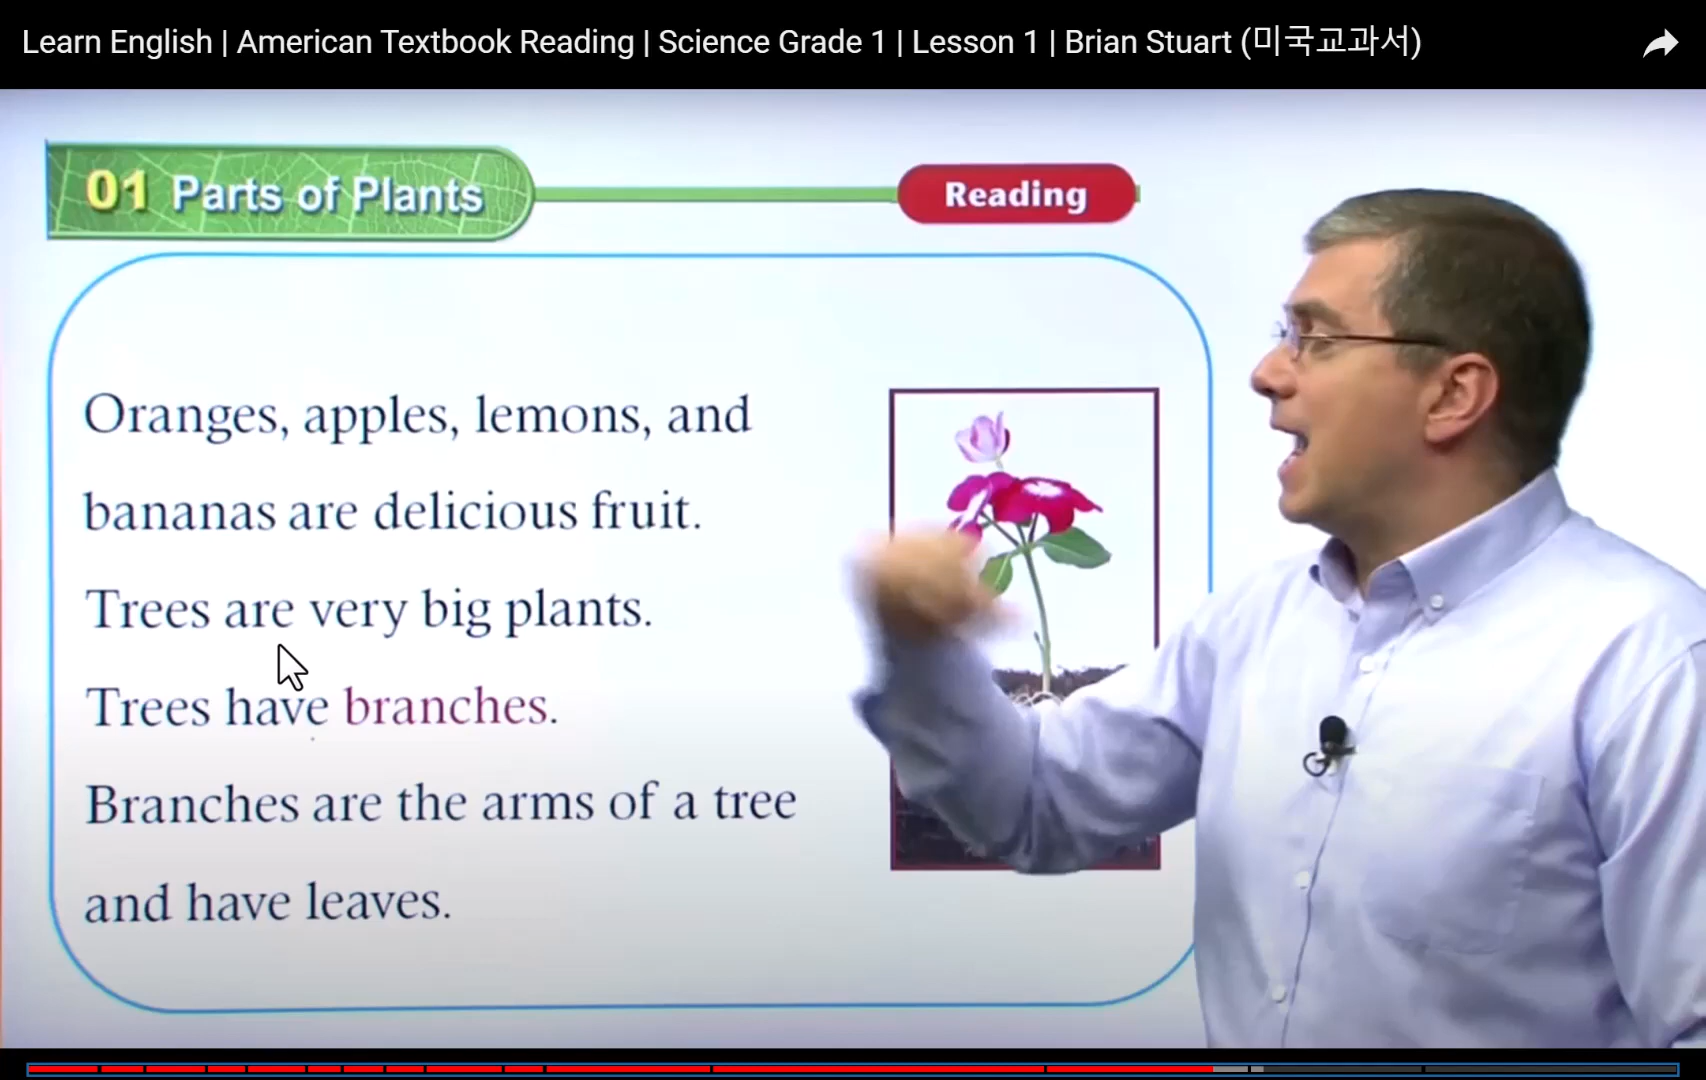 Learn English | American Textbook Reading | Science Grade 1 | Lesson 1 | Brian Stuart (미국교과서)
01 Parts of Plants
Reading
Oranges, apples, lemons, and
bananas are delicious fruit.
Trees are very big plants.
Trees have branches.
Branches are the arms of a tree
and have leaves.